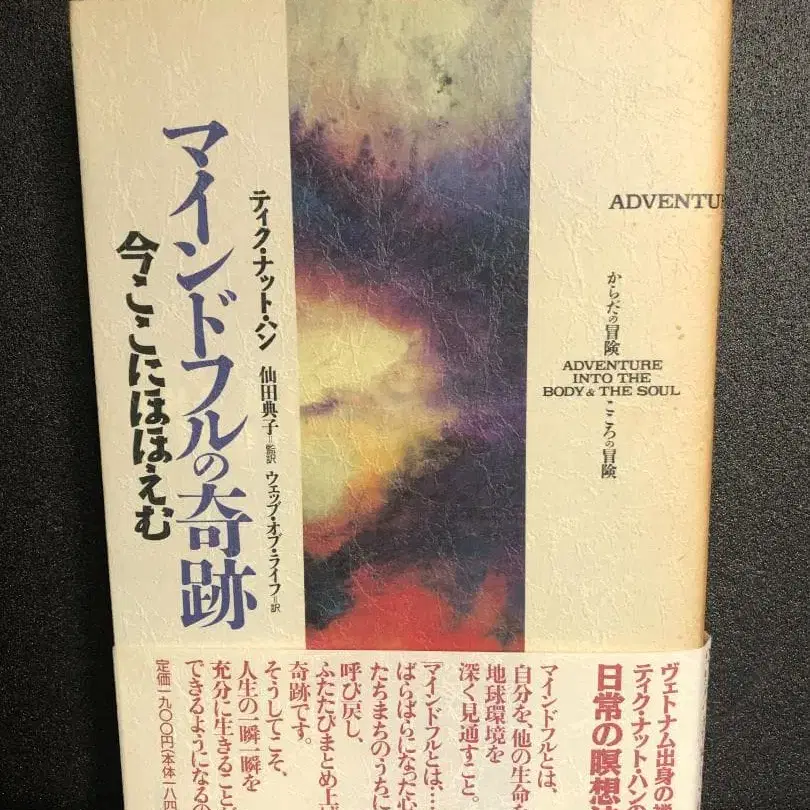 マインドフルの奇跡
今ここにほほえむ
ティク・ナット・ハン
仙田典子=監訳 ウェッブ・オブ・ライフ=訳
ADVENTU
からだの冒険
ADVENTURE
INTO THE
BODY & THE SOUL
こころの冒険
ヴェトナム出身の
ティク・ナット・ハンの
日常の瞑想
マインドフルとは、
自分を、他の生命を
地球環境を
深く見通すこと。
マインドフルとは……
ばらばらになった心
たちまちのうちに
呼び戻し、
ふたたびまとめ上
奇跡です。
そうしてこそ、
人生の一瞬一瞬を
充分に生きること
できるようになるの
定価一九〇〇円(本体一八四